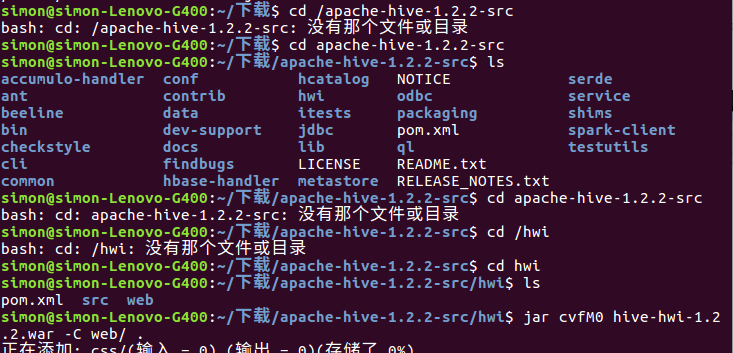 simon@simon-Lenovo-G400:~/下载$ cd /apache-hive-1.2.2-src
bash: cd: /apache-hive-1.2.2-src: 没有那个文件或目录
simon@simon-Lenovo-G400:~/下载$ cd apache-hive-1.2.2-src
simon@simon-Lenovo-G400:~/下载/apache-hive-1.2.2-src$ ls
accumulo-handler conf hcatalog NOTICE serde
ant contrib hwi odbc service
beeline data itests packaging shims
bin dev-support jdbc pom.xml spark-client
checkstyle docs lib ql testutils
cli findbugs LICENSE README.txt
common hbase-handler metastore RELEASE_NOTES.txt
simon@simon-Lenovo-G400:~/下载/apache-hive-1.2.2-src$ cd apache-hive-1.2.2-src
bash: cd: apache-hive-1.2.2-src: 没有那个文件或目录
simon@simon-Lenovo-G400:~/下载/apache-hive-1.2.2-src$ cd /hwi
bash: cd: /hwi: 没有那个文件或目录
simon@simon-Lenovo-G400:~/下载/apache-hive-1.2.2-src$ cd hwi
simon@simon-Lenovo-G400:~/下载/apache-hive-1.2.2-src/hwi$ ls
pom.xml src web
simon@simon-Lenovo-G400:~/下载/apache-hive-1.2.2-src/hwi$ jar cvfM0 hive-hwi-1.2
.2.war -C web/ .
正在添加: css/(输入 = 0) (输出 = 0)(存储了 0%)